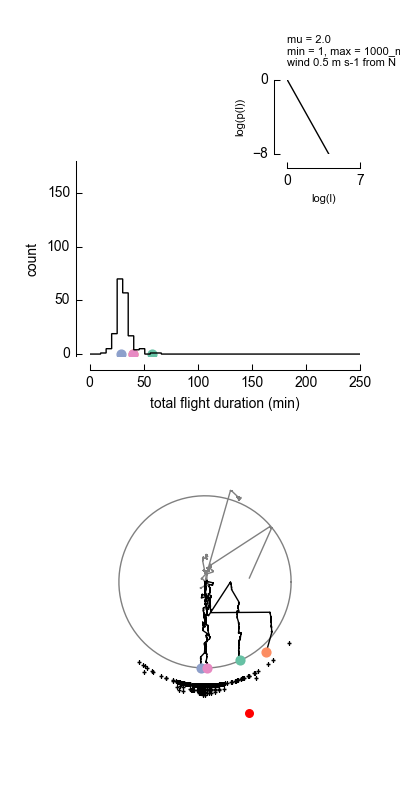 mu = 2.0
min = 1, max = 1000_m
wind 0.5 m s-1 from N
log(p(l))
0
−8
0 7
log(l)
count
150
100
50
0
0 50 100 150 200 250
total flight duration (min)